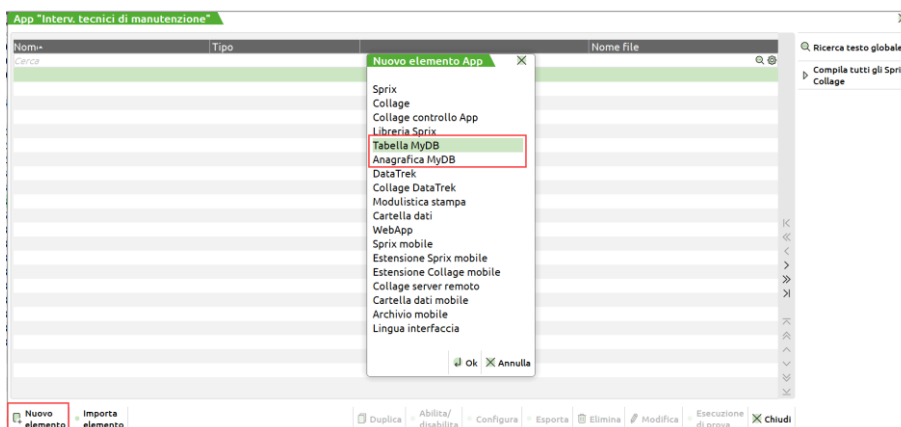 App "Interv. tecnici di manutenzione"
Nom
Tipo
Nome file
Cerca
Ricerca testo globale
Compila tutti gli Spri
Collage
Nuovo elemento App
Sprix
Collage
Collage controllo App
Libreria Sprix
Tabella MyDB
Anagrafica MyDB
DataTrek
Collage DataTrek
Modulistica stampa
Cartella dati
WebApp
Sprix mobile
Estensione Sprix mobile
Estensione Collage mobile
Collage server remoto
Cartella dati mobile
Archivio mobile
Lingua interfaccia
Ok
Annulla
Nuovo
elemento
Importa
elemento
Duplica
Abilita/
disabilita
Configura
Esporta
Elimina
Modifica
Esecuzione
di prova
Chiudi